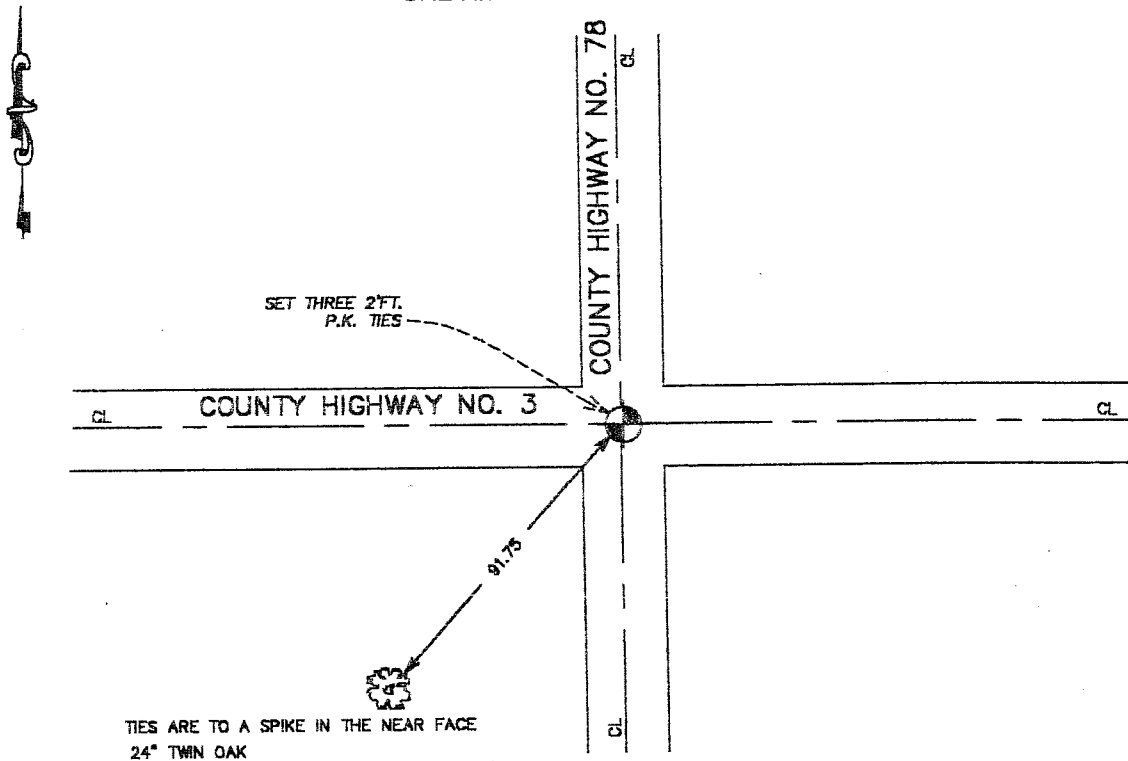 COUNTY HIGHWAY NO. 78
CL
SET THREE 2'FT.
P.K. TIES
COUNTY HIGHWAY NO. 3
CL
CL
91.75
TIES ARE TO A SPIKE IN THE NEAR FACE
24" TWIN OAK
CL